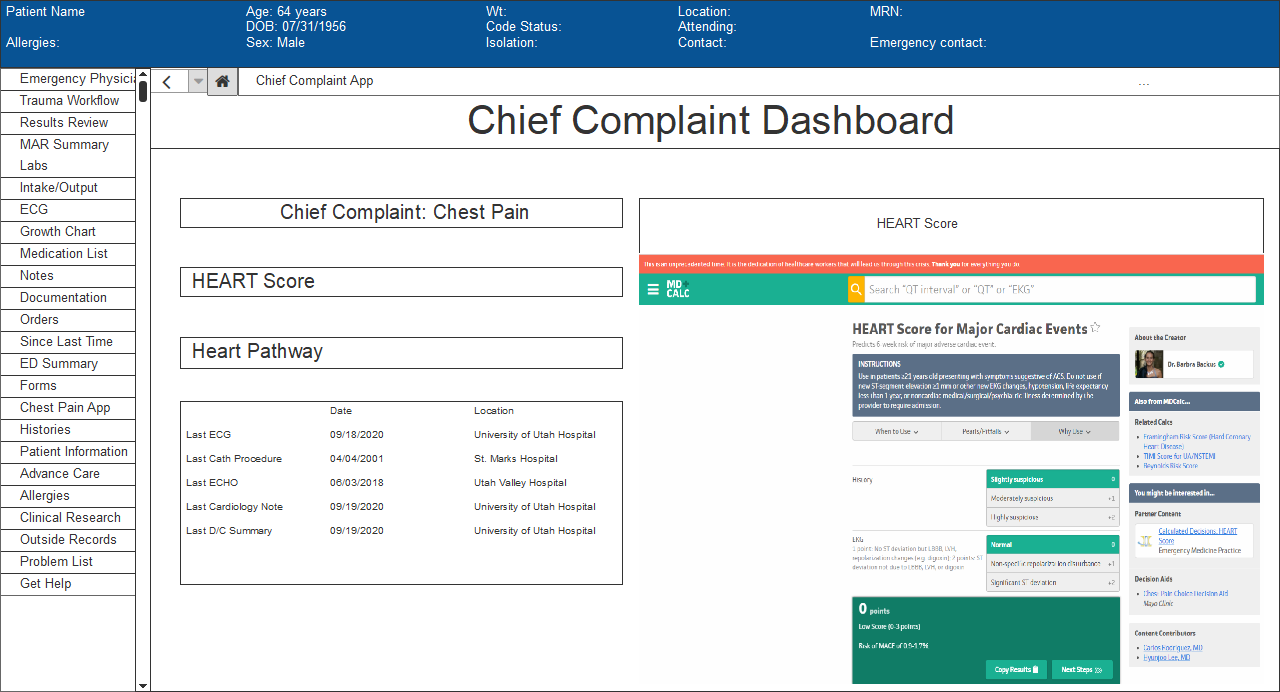 Patient Name
Age: 64 years
Wt:
Location:
MRN:
DOB: 07/31/1956
Code Status:
Attending:
Allergies:
Sex: Male
Isolation:
Contact:
Emergency contact:
Emergency Physicia
Trauma Workflow
Results Review
MAR Summary
Labs
Intake/Output
ECG
Growth Chart
Medication List
Notes
Documentation
Orders
Since Last Time
ED Summary
Forms
Chest Pain App
Histories
Patient Information
Advance Care
Allergies
Clinical Research
Outside Records
Problem List
Get Help
Chief Complaint App
...
Chief Complaint Dashboard
Chief Complaint: Chest Pain
HEART Score
Heart Pathway
Date Location
Last ECG 09/18/2020 University of Utah Hospital
Last Cath Procedure 04/04/2001 St. Marks Hospital
Last ECHO 06/03/2018 Utah Valley Hospital
Last Cardiology Note 09/19/2020 University of Utah Hospital
Last D/C Summary 09/19/2020 University of Utah Hospital
HEART Score
This is an unprecedented time. It is the dedication of healthcare workers that will lead us through this crisis. Thank you for everything you do.
MD+
CALC
Search "QT interval" or "QT" or "EKG"
HEART Score for Major Cardiac Events
Predicts 6-week risk of major adverse cardiac event.
INSTRUCTIONS
Use in patients ≥21 years old presenting with symptoms suggestive of ACS. Do not use if
new ST-segment elevation ≥1 mm or other new EKG changes, hypotension, life expectancy
less than 1 year, or noncardiac medical/surgical/psychiatric illness determined by the
provider to require admission.
When to Use
Pearls/Pitfalls
Why Use
History
Slightly suspicious 0
Moderately suspicious +1
Highly suspicious +2
EKG
1 point: No ST deviation but LBBB, LVH,
repolarization changes (e.g. digoxin); 2 points: ST
deviation not due to LBBB, LVH, or digoxin
Normal 0
Non-specific repolarization disturbance +1
Significant ST deviation +2
0 points
Low Score (0-3 points)
Risk of MACE of 0.9-1.7%.
Copy Results
Next Steps
About the Creator
Dr. Barbra Backus
Also from MDCalc...
Related Calcs
Framingham Risk Score (Hard Coronary
Heart Disease)
TIMI Score for UA/NSTEMI
Reynolds Risk Score
You might be interested in...
Partner Content
Calculated Decisions: HEART
Score
Emergency Medicine Practice
Decision Aids
Chest Pain Choice Decision Aid
Mayo Clinic
Content Contributors
Carlos Rodriguez, MD
Hyunjoo Lee, MD